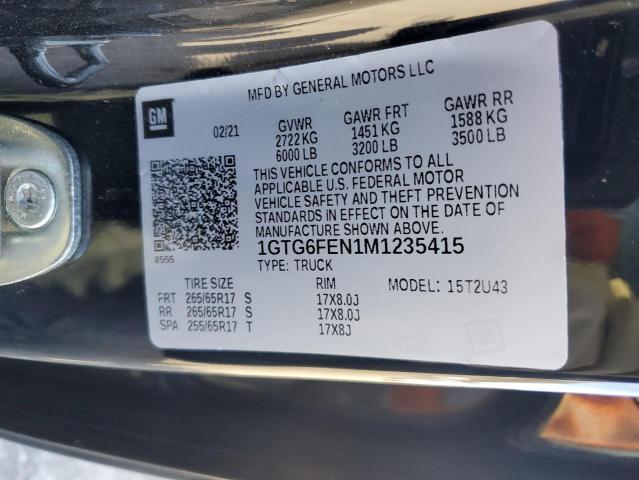 MFD BY GENERAL MOTORS LLC
GM
02/21
GVWR GAWR FRT GAWR RR
2722 KG 1451 KG 1588 KG
6000 LB 3200 LB 3500 LB
THIS VEHICLE CONFORMS TO ALL
APPLICABLE U.S. FEDERAL MOTOR
VEHICLE SAFETY AND THEFT PREVENTION
STANDARDS IN EFFECT ON THE DATE OF
MANUFACTURE SHOWN ABOVE.
8555
1GTG6FEN1M1235415
TYPE: TRUCK
TIRE SIZE RIM MODEL: 15T2U43
FRT 265/65R17 S 17X8.0J
RR 265/65R17 S 17X8.0J
SPA 255/65R17 T 17X8J